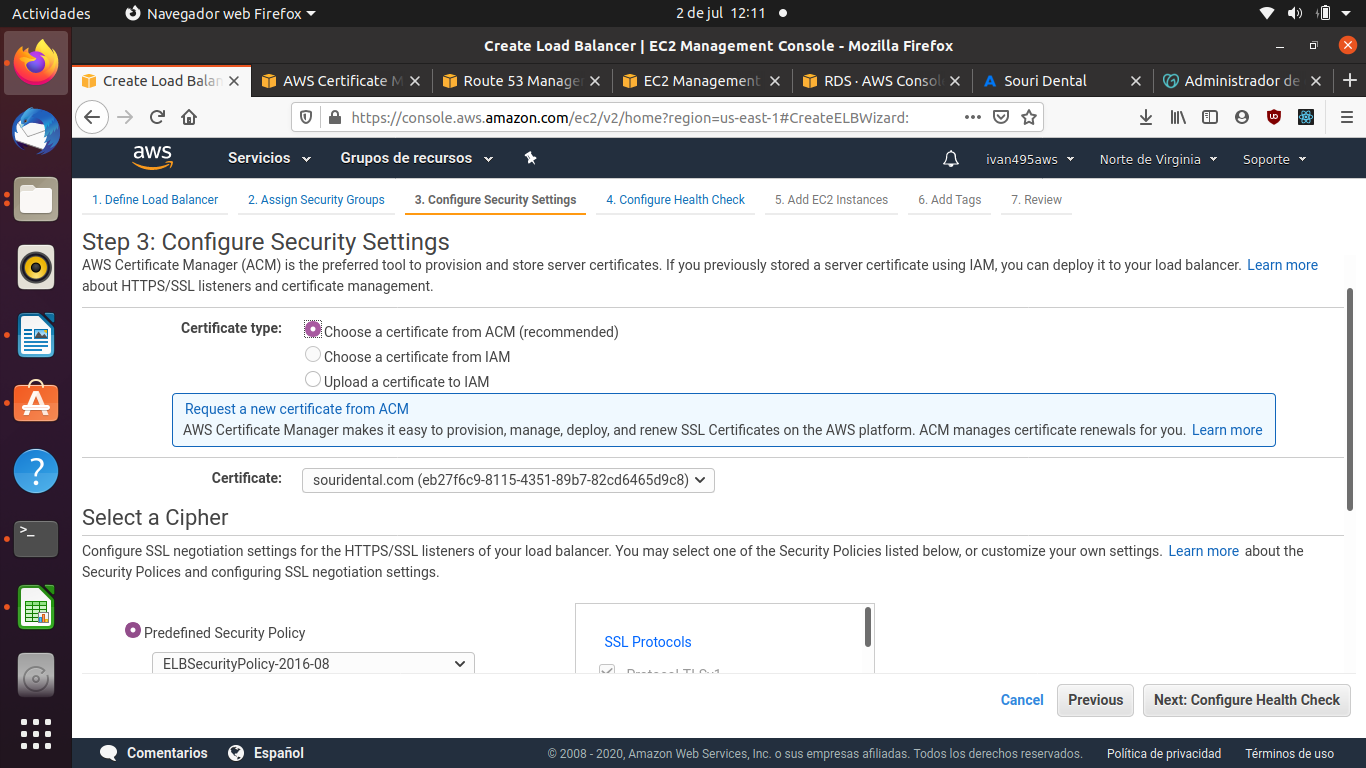 Actividades
Navegador web Firefox
2 de jul 12:11
Create Load Balancer | EC2 Management Console - Mozilla Firefox
Create Load Balan
AWS Certificate M
Route 53 Manage
EC2 Management
RDS · AWS Consol
Souri Dental
Administrador de
https://console.aws.amazon.com/ec2/v2/home?region=us-east-1#CreateELBWizard:
aws
Servicios
Grupos de recursos
ivan495aws
Norte de Virginia
Soporte
1. Define Load Balancer
2. Assign Security Groups
3. Configure Security Settings
4. Configure Health Check
5. Add EC2 Instances
6. Add Tags
7. Review
Step 3: Configure Security Settings
AWS Certificate Manager (ACM) is the preferred tool to provision and store server certificates. If you previously stored a server certificate using IAM, you can deploy it to your load balancer. Learn more
about HTTPS/SSL listeners and certificate management.
Certificate type:
Choose a certificate from ACM (recommended)
Choose a certificate from IAM
Upload a certificate to IAM
Request a new certificate from ACM
AWS Certificate Manager makes it easy to provision, manage, deploy, and renew SSL Certificates on the AWS platform. ACM manages certificate renewals for you. Learn more
Certificate:
souridental.com (eb27f6c9-8115-4351-89b7-82cd6465d9c8)
Select a Cipher
Configure SSL negotiation settings for the HTTPS/SSL listeners of your load balancer. You may select one of the Security Policies listed below, or customize your own settings. Learn more about the
Security Polices and configuring SSL negotiation settings.
Predefined Security Policy
ELBSecurityPolicy-2016-08
SSL Protocols
Protocol-TLSv1
Cancel
Previous
Next: Configure Health Check
Comentarios
Español
© 2008 - 2020, Amazon Web Services, Inc. o sus empresas afiliadas. Todos los derechos reservados.
Política de privacidad
Términos de uso